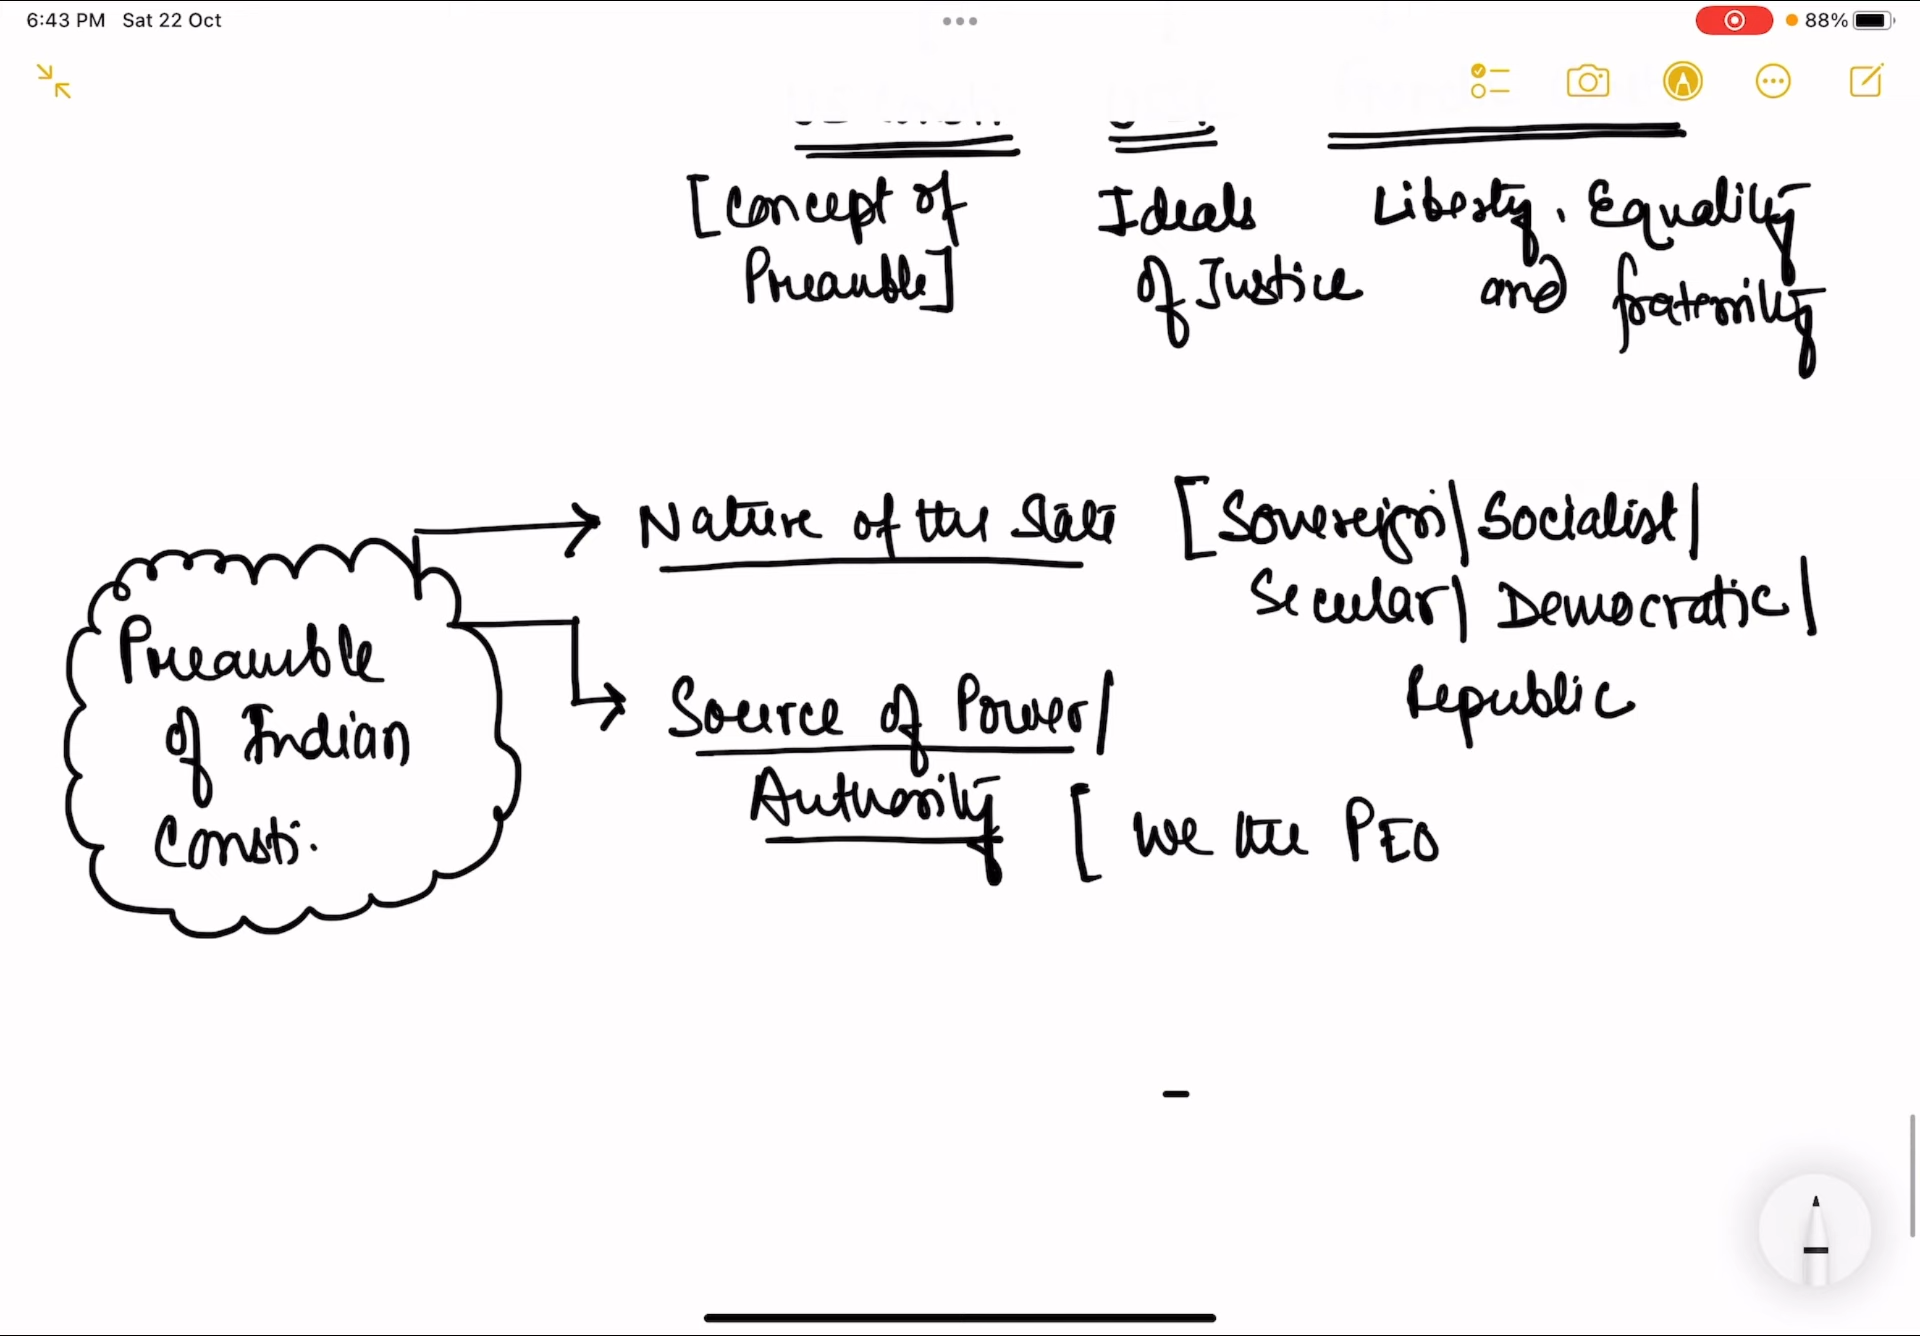 6:43 PM Sat 22 Oct
88%
[Concept of Preamble]
Ideals of Justice
Liberty, Equality and fraternity
Preamble of Indian Consti.
Nature of the State [Sovereign/ Socialist/
Secular/ Democratic/
Republic
Source of Power/
Authority [ We the PEO